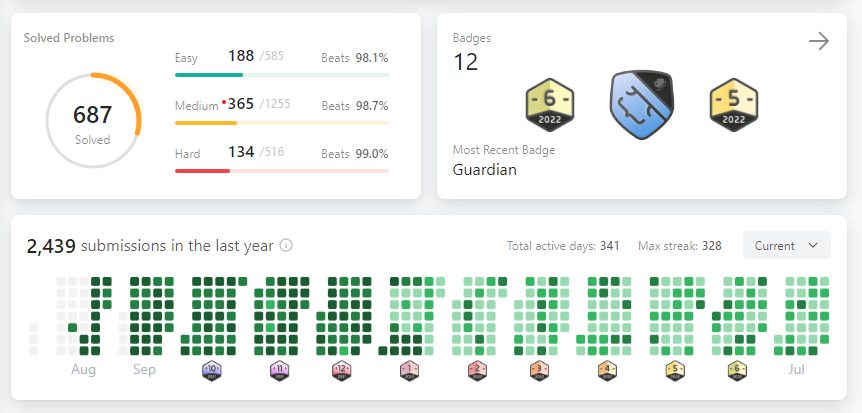 Solved Problems
687
Solved
Easy 188 /585 Beats 98.1%
Medium 365 /1255 Beats 98.7%
Hard 134 /516 Beats 99.0%
Badges
12
6
2022
5
2022
Most Recent Badge
Guardian
2,439 submissions in the last year
Total active days: 341 Max streak: 328 Current
Aug Sep 10 11 12 1 2 3 4 5 6 Jul